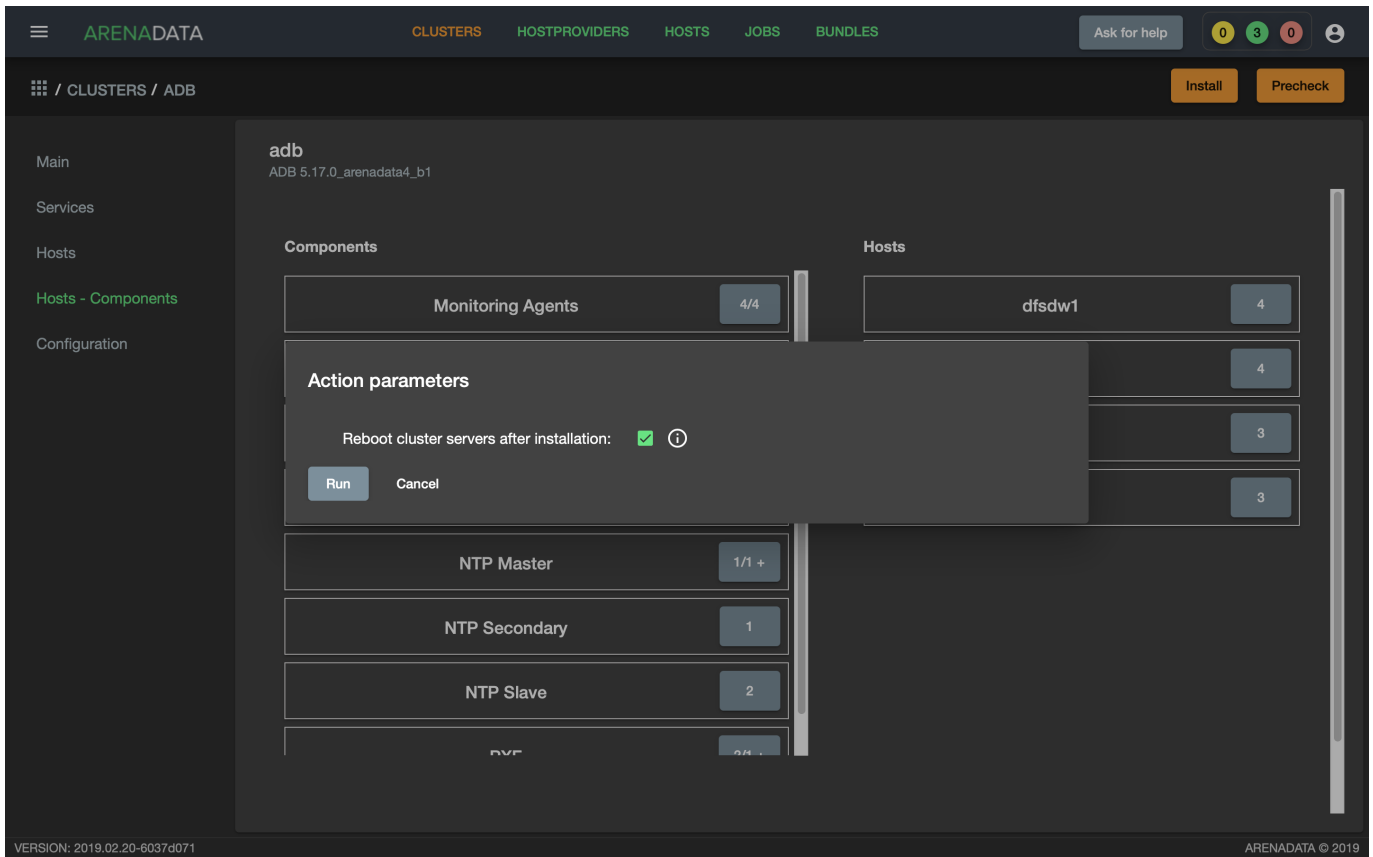 ARENADATA
CLUSTERS HOSTPROVIDERS HOSTS JOBS BUNDLES
Ask for help
0 3 0
/ CLUSTERS / ADB
Install Precheck
Main
Services
Hosts
Hosts - Components
Configuration
adb
ADB 5.17.0_arenadata4_b1
Components
Monitoring Agents 4/4
Hosts
dfsdw1 4
4
3
3
Action parameters
Reboot cluster servers after installation:
Run Cancel
NTP Master 1/1 +
NTP Secondary 1
NTP Slave 2
PXF
VERSION: 2019.02.20-6037d071
ARENADATA © 2019